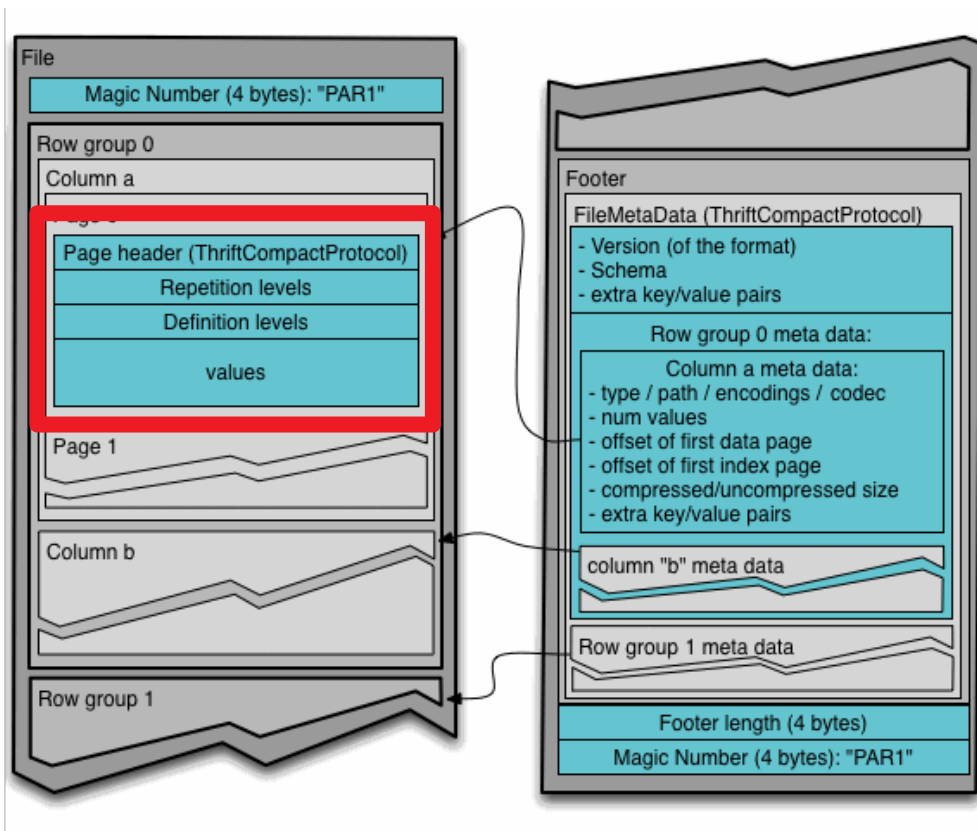 File
Magic Number (4 bytes): "PAR1"
Row group 0
Column a
Page header (ThriftCompactProtocol)
Repetition levels
Definition levels
values
Page 1
Column b
Row group 1
Footer
FileMetaData (ThriftCompactProtocol)
- Version (of the format)
- Schema
- extra key/value pairs
Row group 0 meta data:
Column a meta data:
- type / path / encodings / codec
- num values
- offset of first data page
- offset of first index page
- compressed/uncompressed size
- extra key/value pairs
column "b" meta data
Row group 1 meta data
Footer length (4 bytes)
Magic Number (4 bytes): "PAR1"